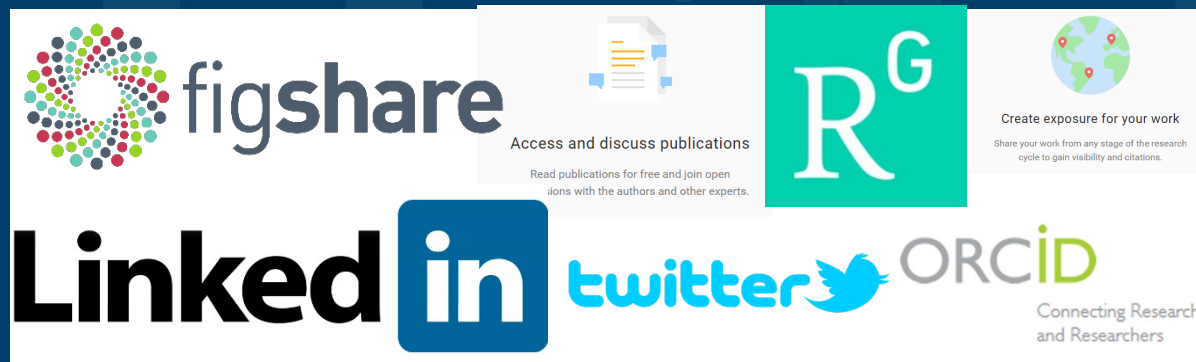 figshare
Access and discuss publications
Read publications for free and join open
sions with the authors and other experts.
RG
Create exposure for your work
Share your work from any stage of the research
cycle to gain visibility and citations.
Linked in
twitter
ORCID
Connecting Research
and Researchers